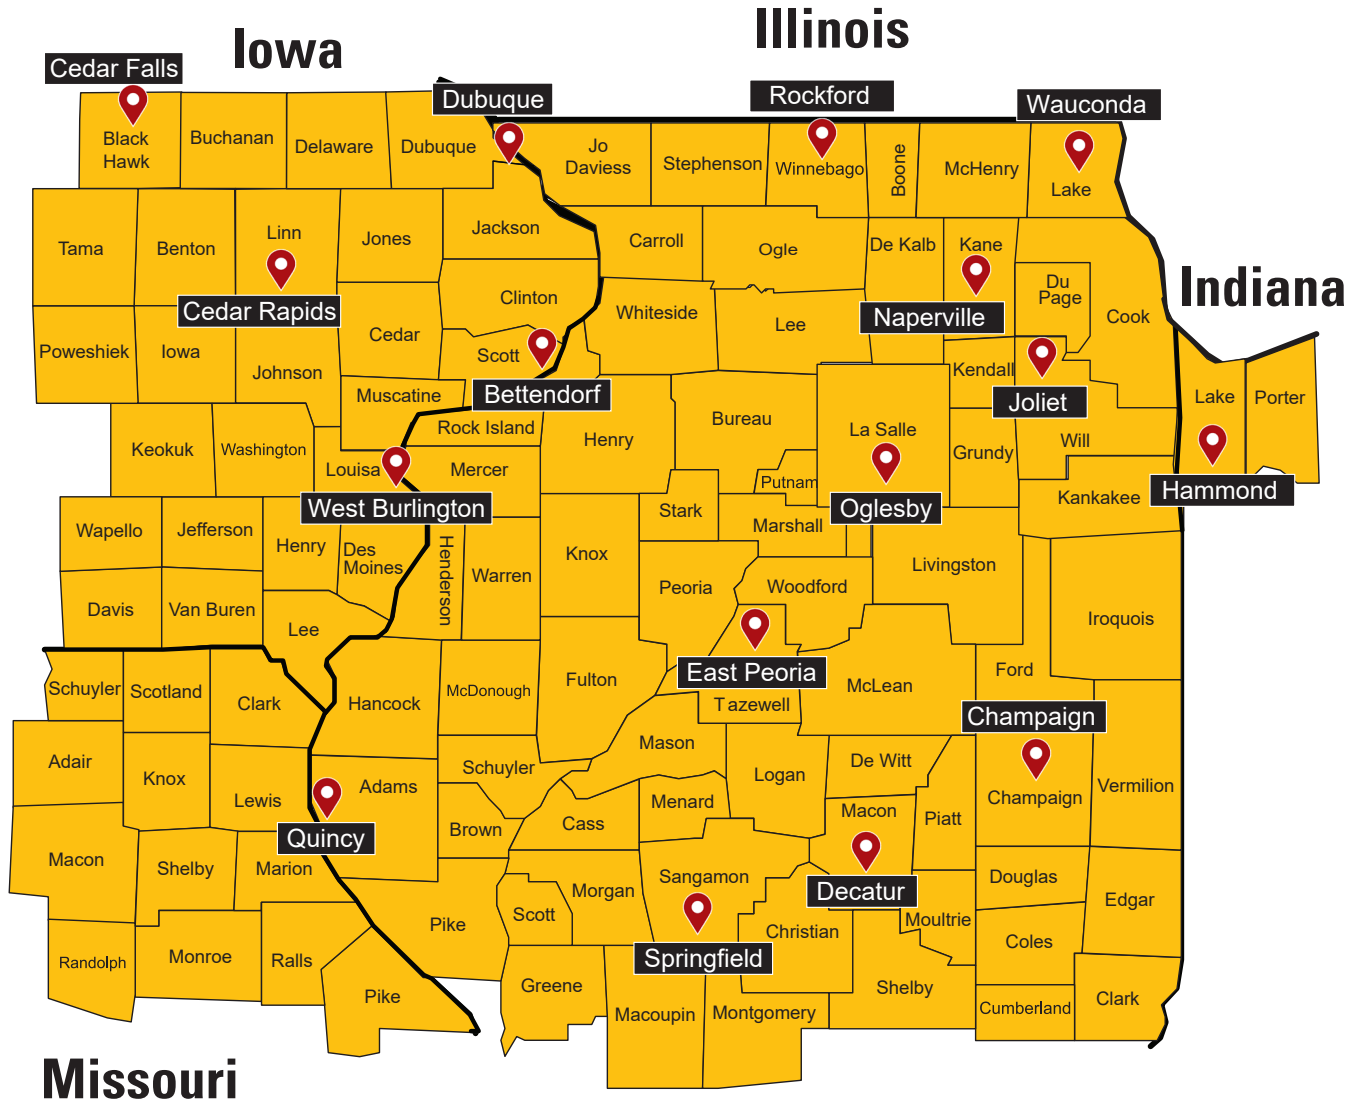 Iowa
Illinois
Cedar Falls
Dubuque
Rockford
Wauconda
Black
Hawk
Buchanan
Delaware
Dubuque
Jo
Daviess
Stephenson
Winnebago
Boone
McHenry
Lake
Tama
Benton
Linn
Jones
Jackson
Carroll
Ogle
De Kalb
Kane
Du
Page
Cook
Indiana
Cedar Rapids
Clinton
Whiteside
Lee
Naperville
Poweshiek
Iowa
Johnson
Cedar
Scott
Kendall
Joliet
Lake
Porter
Muscatine
Bettendorf
Rock Island
Henry
Bureau
La Salle
Grundy
Will
Keokuk
Washington
Louisa
Mercer
Putnam
Oglesby
Kankakee
Hammond
West Burlington
Stark
Marshall
Wapello
Jefferson
Henry
Des
Moines
Henderson
Warren
Knox
Peoria
Woodford
Livingston
Iroquois
Davis
Van Buren
Lee
East Peoria
McLean
Ford
Schuyler
Scotland
Clark
Hancock
McDonough
Fulton
Tazewell
Champaign
Adair
Knox
Lewis
Adams
Schuyler
Mason
Logan
De Witt
Champaign
Vermilion
Quincy
Brown
Cass
Menard
Macon
Piatt
Macon
Shelby
Marion
Morgan
Sangamon
Decatur
Douglas
Edgar
Pike
Scott
Christian
Moultrie
Coles
Randolph
Monroe
Ralls
Pike
Springfield
Greene
Macoupin
Montgomery
Shelby
Cumberland
Clark
Missouri